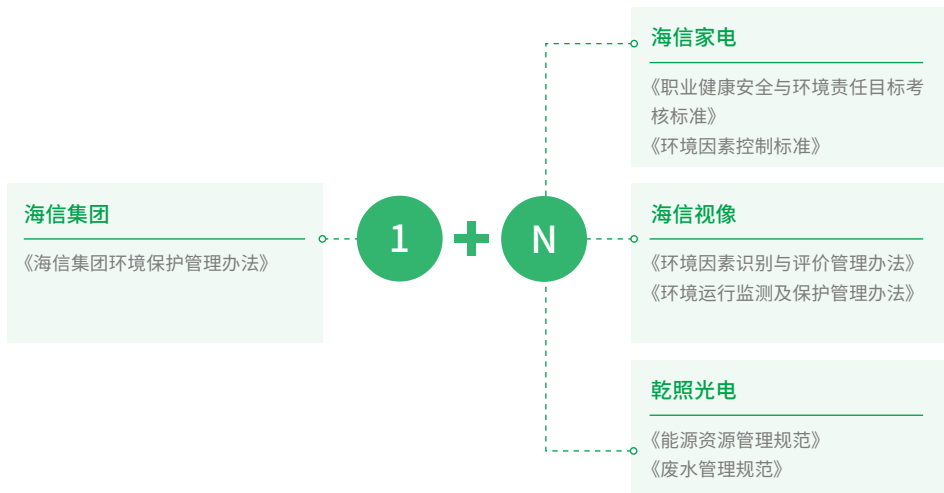 海信集团
《海信集团环境保护管理办法》
1
N
海信家电
《职业健康安全与环境责任目标考
核标准》
《环境因素控制标准》
海信视像
《环境因素识别与评价管理办法》
《环境运行监测及保护管理办法》
乾照光电
《能源资源管理规范》
《废水管理规范》